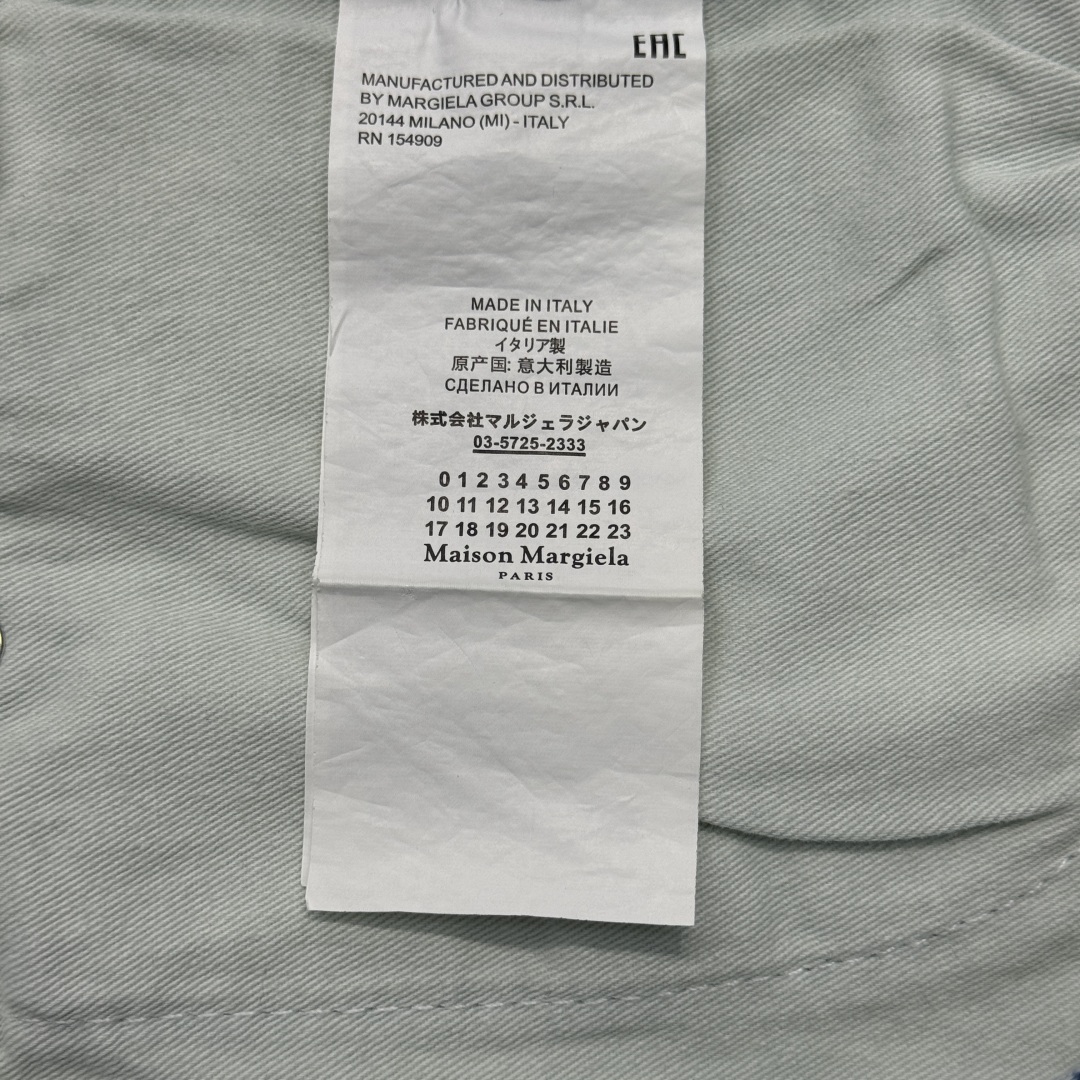 EAC
MANUFACTURED AND DISTRIBUTED
BY MARGIELA GROUP S.R.L.
20144 MILANO (MI) - ITALY
RN 154909
MADE IN ITALY
FABRIQUÉ EN ITALIE
イタリア製
原产国: 意大利製造
СДЕЛАНО В ИТАЛИИ
株式会社マルジェラジャパン
03-5725-2333
0 1 2 3 4 5 6 7 8 9
10 11 12 13 14 15 16
17 18 19 20 21 22 23
Maison Margiela
PARIS